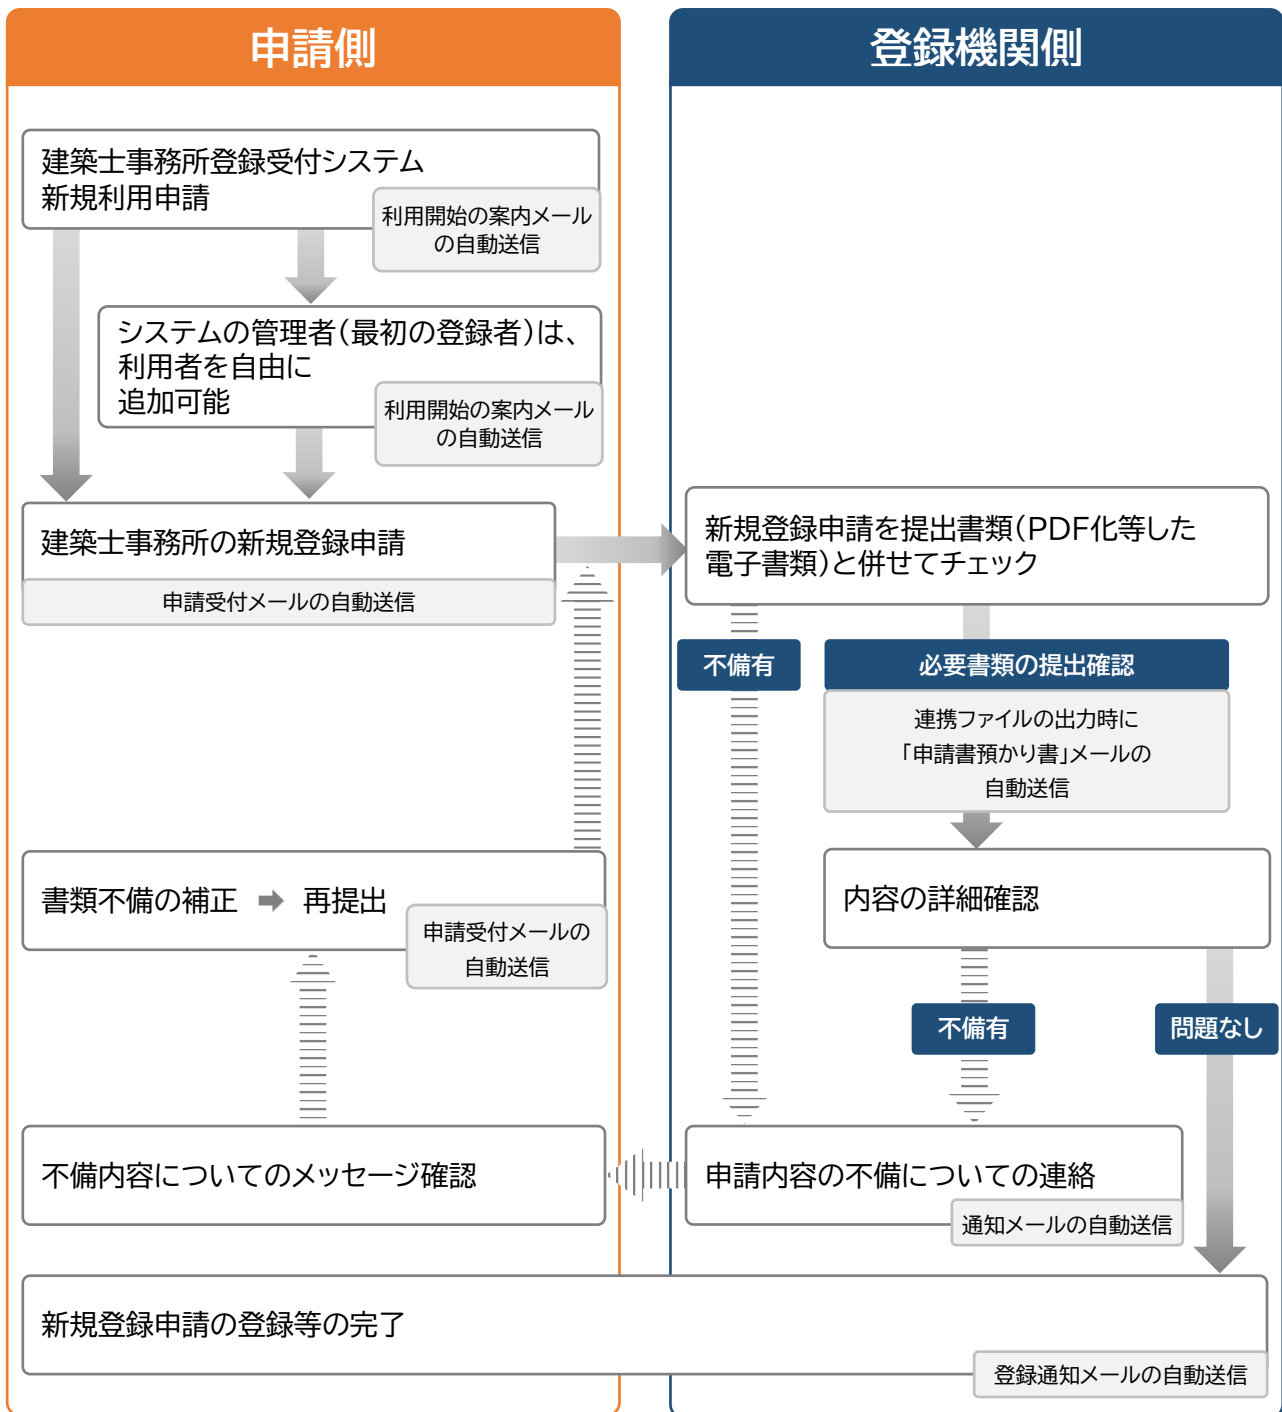 申請側
登録機関側
建築士事務所登録受付システム
新規利用申請
利用開始の案内メール
の自動送信
システムの管理者（最初の登録者）は、
利用者を自由に
追加可能
利用開始の案内メール
の自動送信
建築士事務所の新規登録申請
申請受付メールの自動送信
新規登録申請を提出書類（PDF化等した
電子書類）と併せてチェック
不備有
必要書類の提出確認
連携ファイルの出力時に
「申請書預かり書」メールの
自動送信
書類不備の補正 ➡ 再提出
申請受付メールの
自動送信
内容の詳細確認
不備有
問題なし
不備内容についてのメッセージ確認
申請内容の不備についての連絡
通知メールの自動送信
新規登録申請の登録等の完了
登録通知メールの自動送信